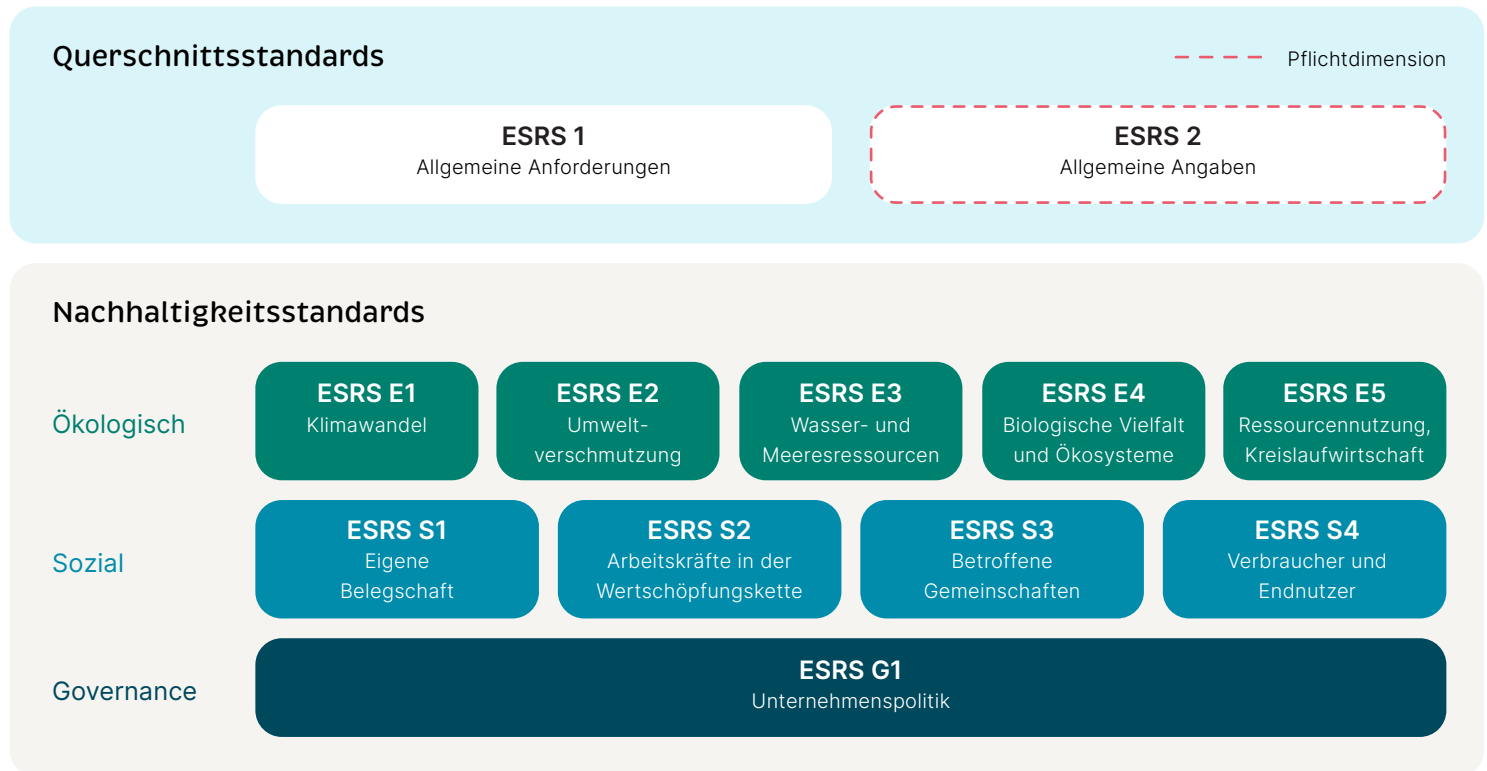 Querschnittsstandards
Pflichtdimension
ESRS 1
Allgemeine Anforderungen
ESRS 2
Allgemeine Angaben
Nachhaltigkeitsstandards
Ökologisch
ESRS E1
Klimawandel
ESRS E2
Umwelt-
verschmutzung
ESRS E3
Wasser- und
Meeresressourcen
ESRS E4
Biologische Vielfalt
und Ökosysteme
ESRS E5
Ressourcennutzung,
Kreislaufwirtschaft
Sozial
ESRS S1
Eigene
Belegschaft
ESRS S2
Arbeitskräfte in der
Wertschöpfungskette
ESRS S3
Betroffene
Gemeinschaften
ESRS S4
Verbraucher und
Endnutzer
Governance
ESRS G1
Unternehmenspolitik